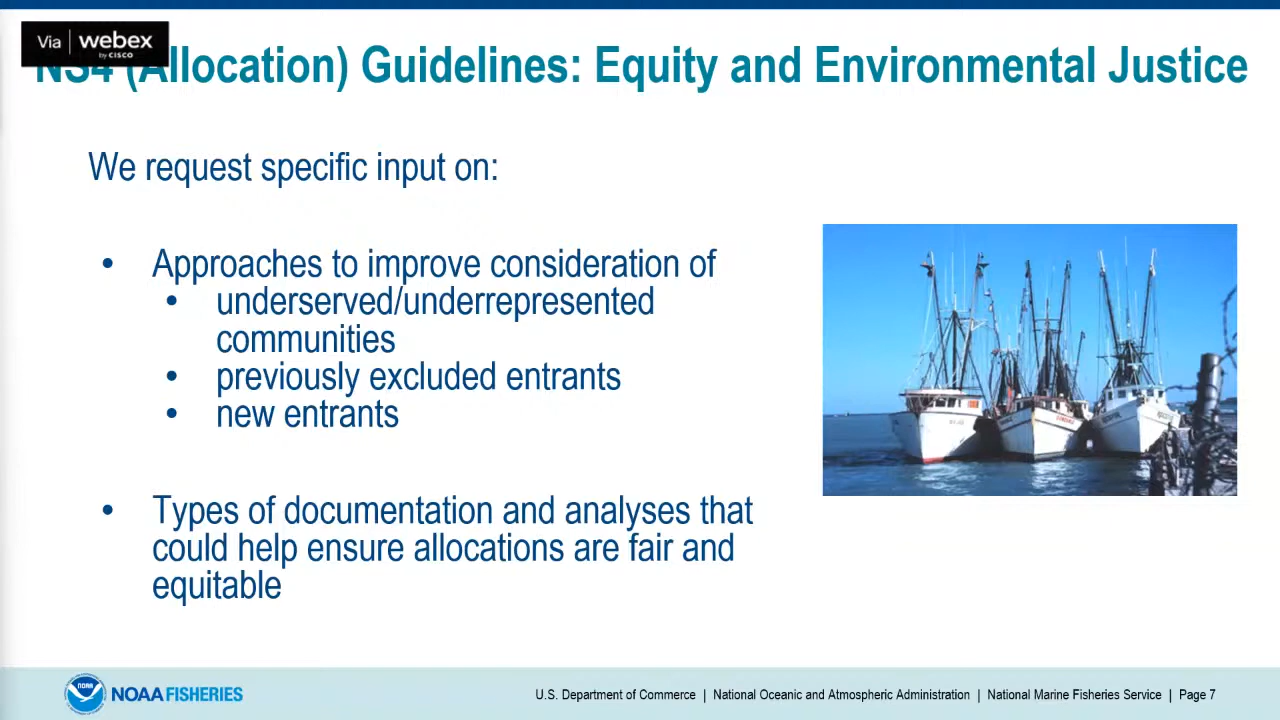 Via webex
by CISCO
NS4 (Allocation) Guidelines: Equity and Environmental Justice
We request specific input on:
• Approaches to improve consideration of
• underserved/underrepresented
communities
• previously excluded entrants
• new entrants
• Types of documentation and analyses that
could help ensure allocations are fair and
equitable
NOAA
NOAA FISHERIES
U.S. Department of Commerce | National Oceanic and Atmospheric Administration | National Marine Fisheries Service | Page 7